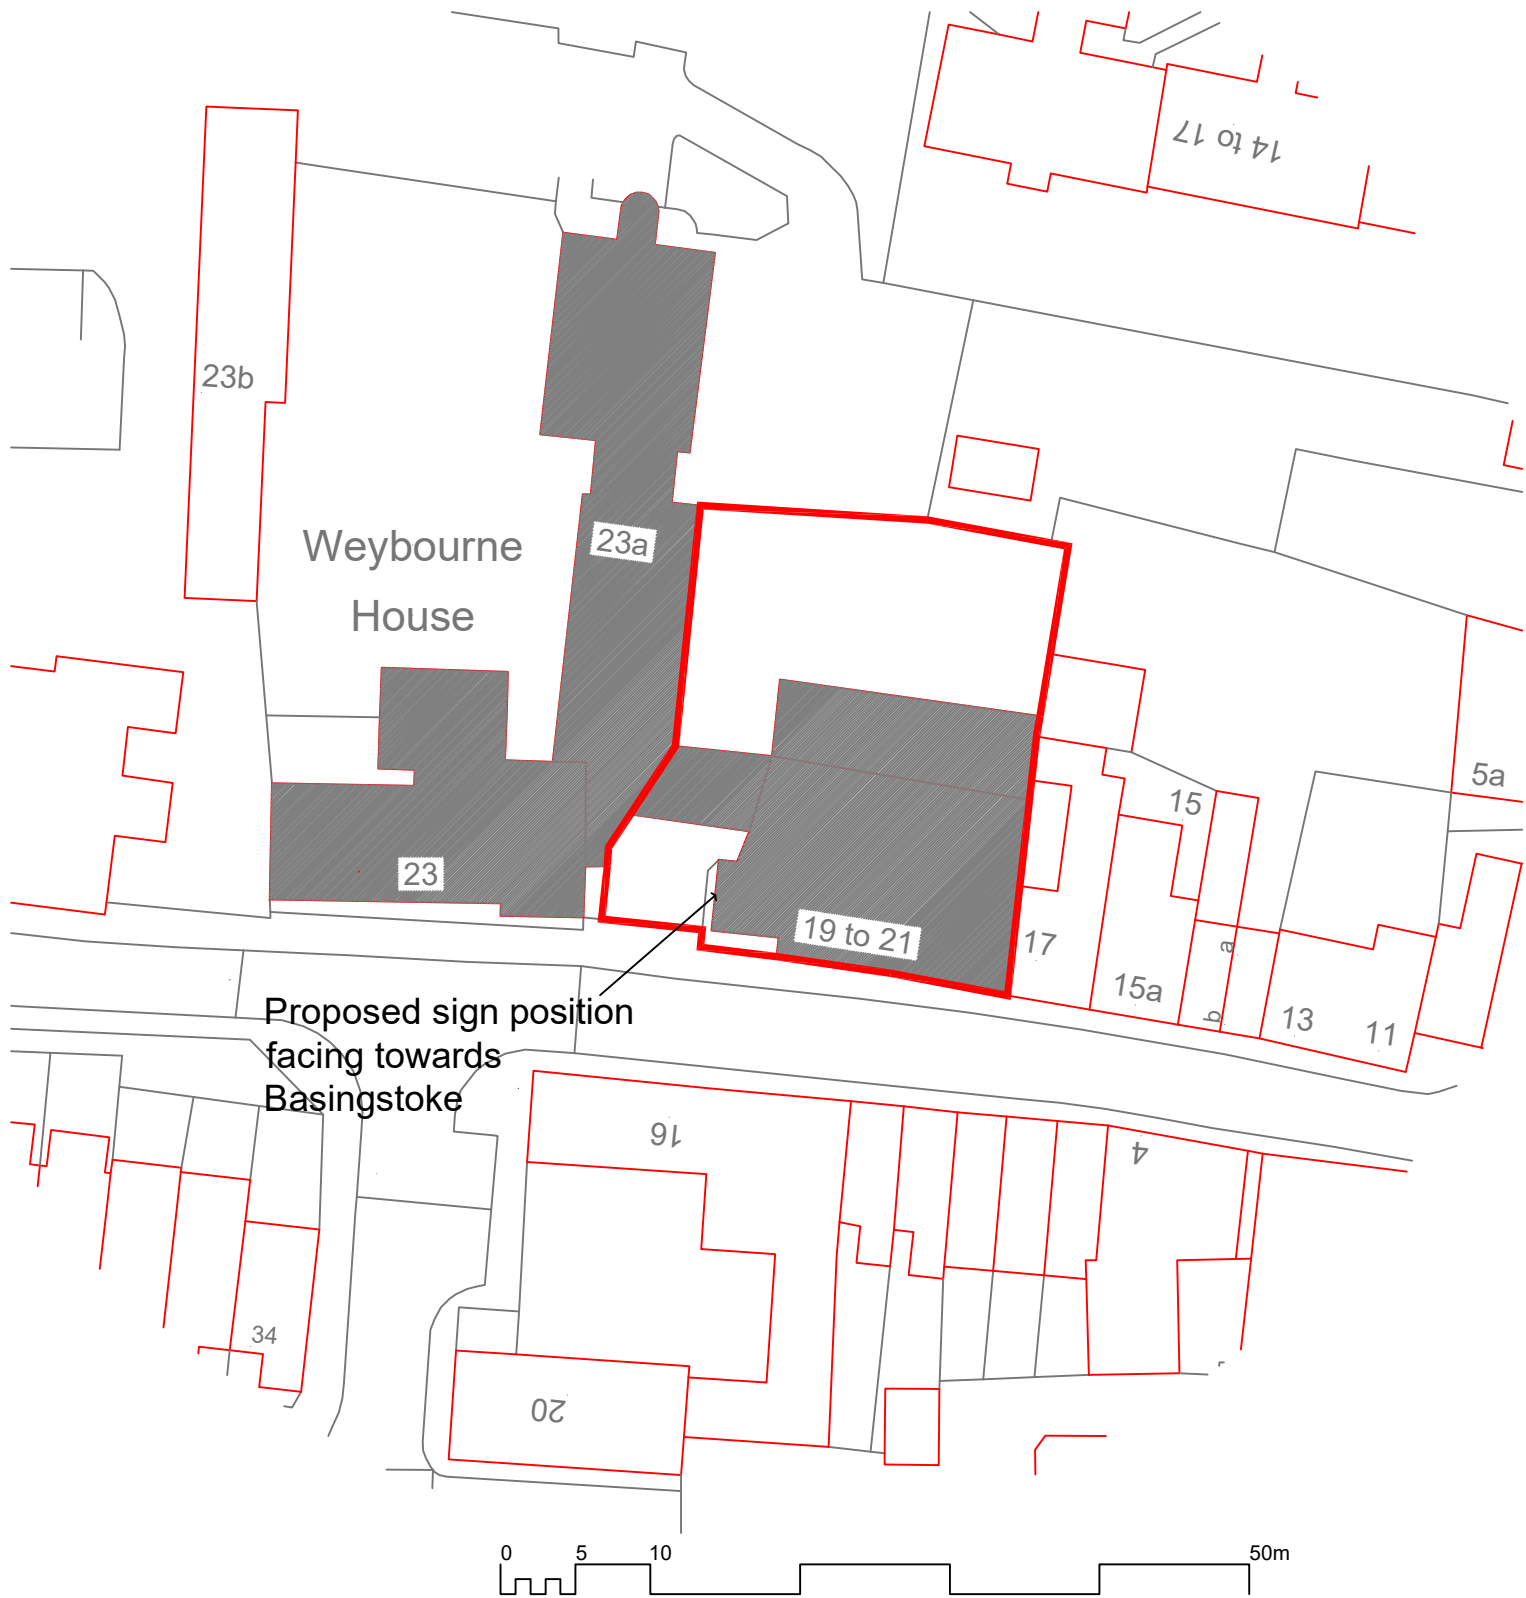 14 to 17
23b
Weybourne
House
23a
5a
15
23
19 to 21
17
a
15a
b
13
11
Proposed sign position
facing towards
Basingstoke
16
4
34
20
0 5 10 50m